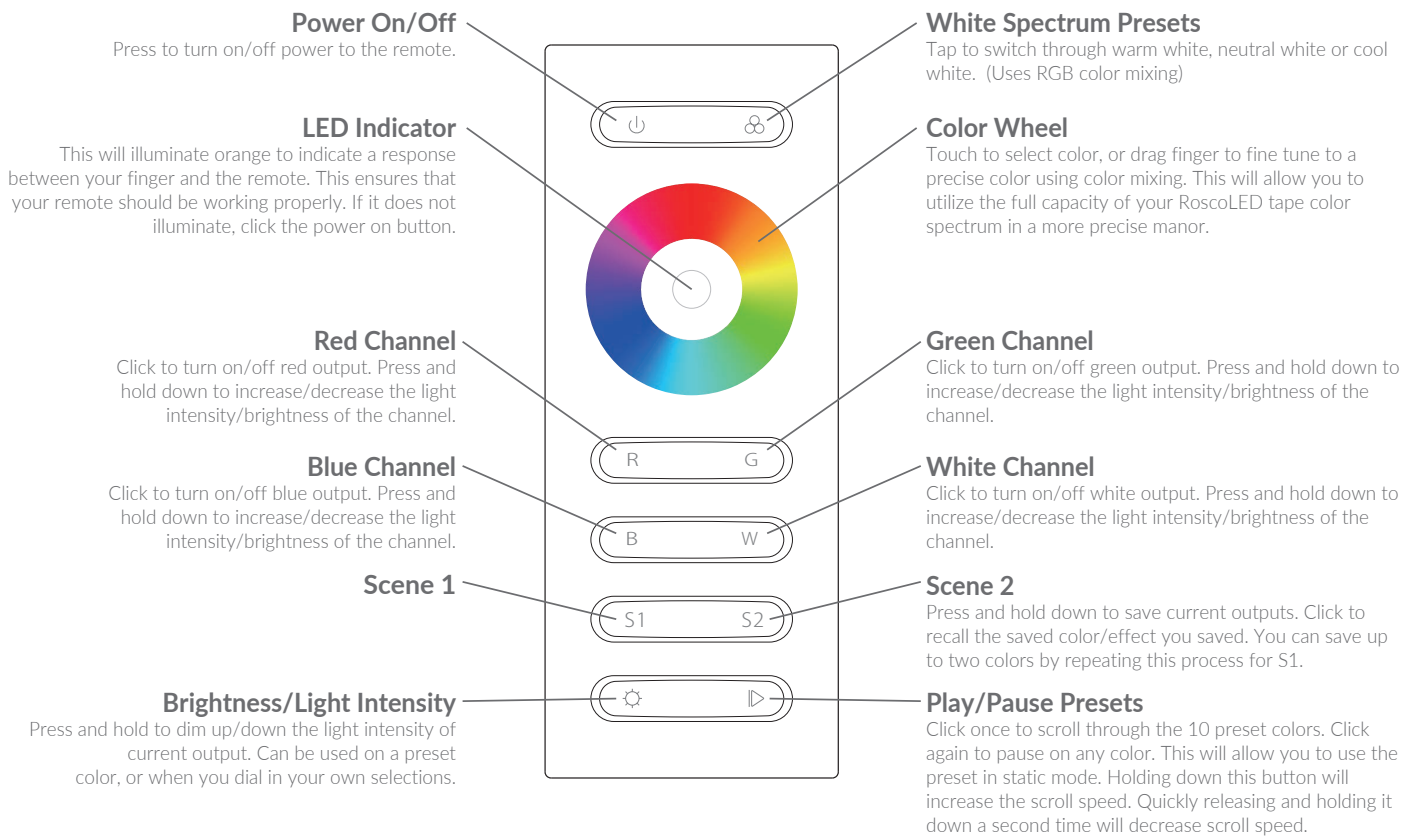 Power On/Off
Press to turn on/off power to the remote.
White Spectrum Presets
Tap to switch through warm white, neutral white or cool
white.  (Uses RGB color mixing)
LED Indicator
This will illuminate orange to indicate a response
between your finger and the remote. This ensures that
your remote should be working properly. If it does not
illuminate, click the power on button.
Color Wheel
Touch to select color, or drag finger to fine tune to a
precise color using color mixing. This will allow you to
utilize the full capacity of your RoscoLED tape color
spectrum in a more precise manor.
Red Channel
Click to turn on/off red output. Press and
hold down to increase/decrease the light
intensity/brightness of the channel.
R
G
Green Channel
Click to turn on/off green output. Press and hold down to
increase/decrease the light intensity/brightness of the
channel.
Blue Channel
Click to turn on/off blue output. Press and
hold down to increase/decrease the light
intensity/brightness of the channel.
B
W
White Channel
Click to turn on/off white output. Press and hold down to
increase/decrease the light intensity/brightness of the
channel.
Scene 1
S1
S2
Scene 2
Press and hold down to save current outputs. Click to
recall the saved color/effect you saved. You can save up
to two colors by repeating this process for S1.
Brightness/Light Intensity
Press and hold to dim up/down the light intensity of
current output. Can be used on a preset
color, or when you dial in your own selections.
Play/Pause Presets
Click once to scroll through the 10 preset colors. Click
again to pause on any color. This will allow you to use the
preset in static mode. Holding down this button will
increase the scroll speed. Quickly releasing and holding it
down a second time will decrease scroll speed.